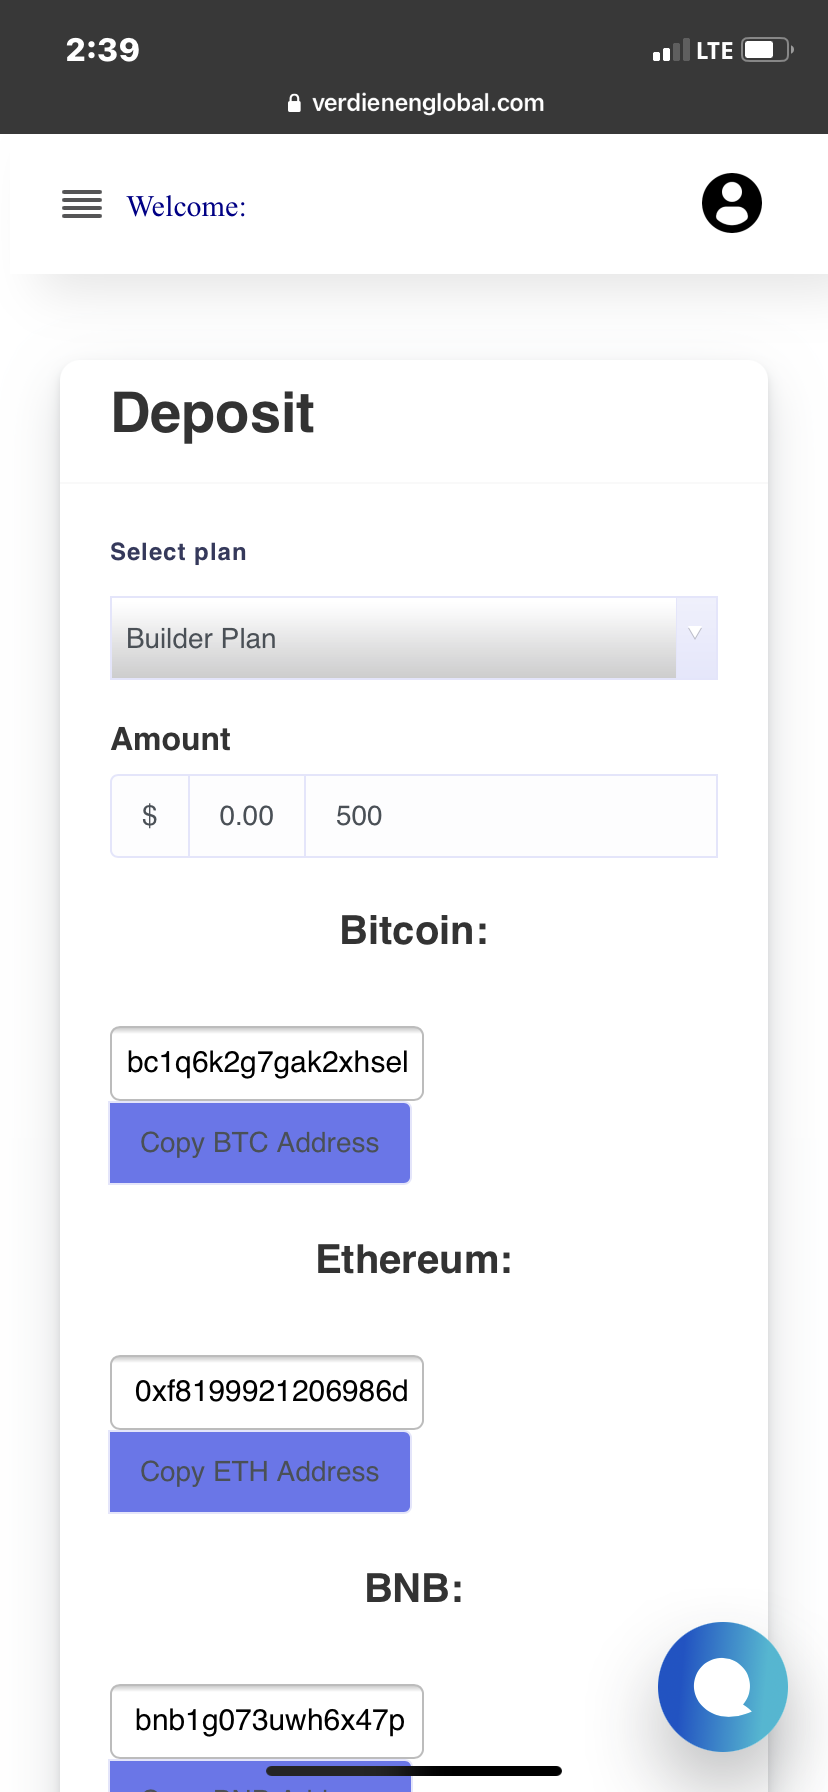 2:39
LTE
verdienenglobal.com
Welcome:
Deposit
Select plan
Builder Plan
Amount
$ 0.00 500
Bitcoin:
bc1q6k2g7gak2xhsel
Copy BTC Address
Ethereum:
0xf8199921206986d
Copy ETH Address
BNB:
bnb1g073uwh6x47p